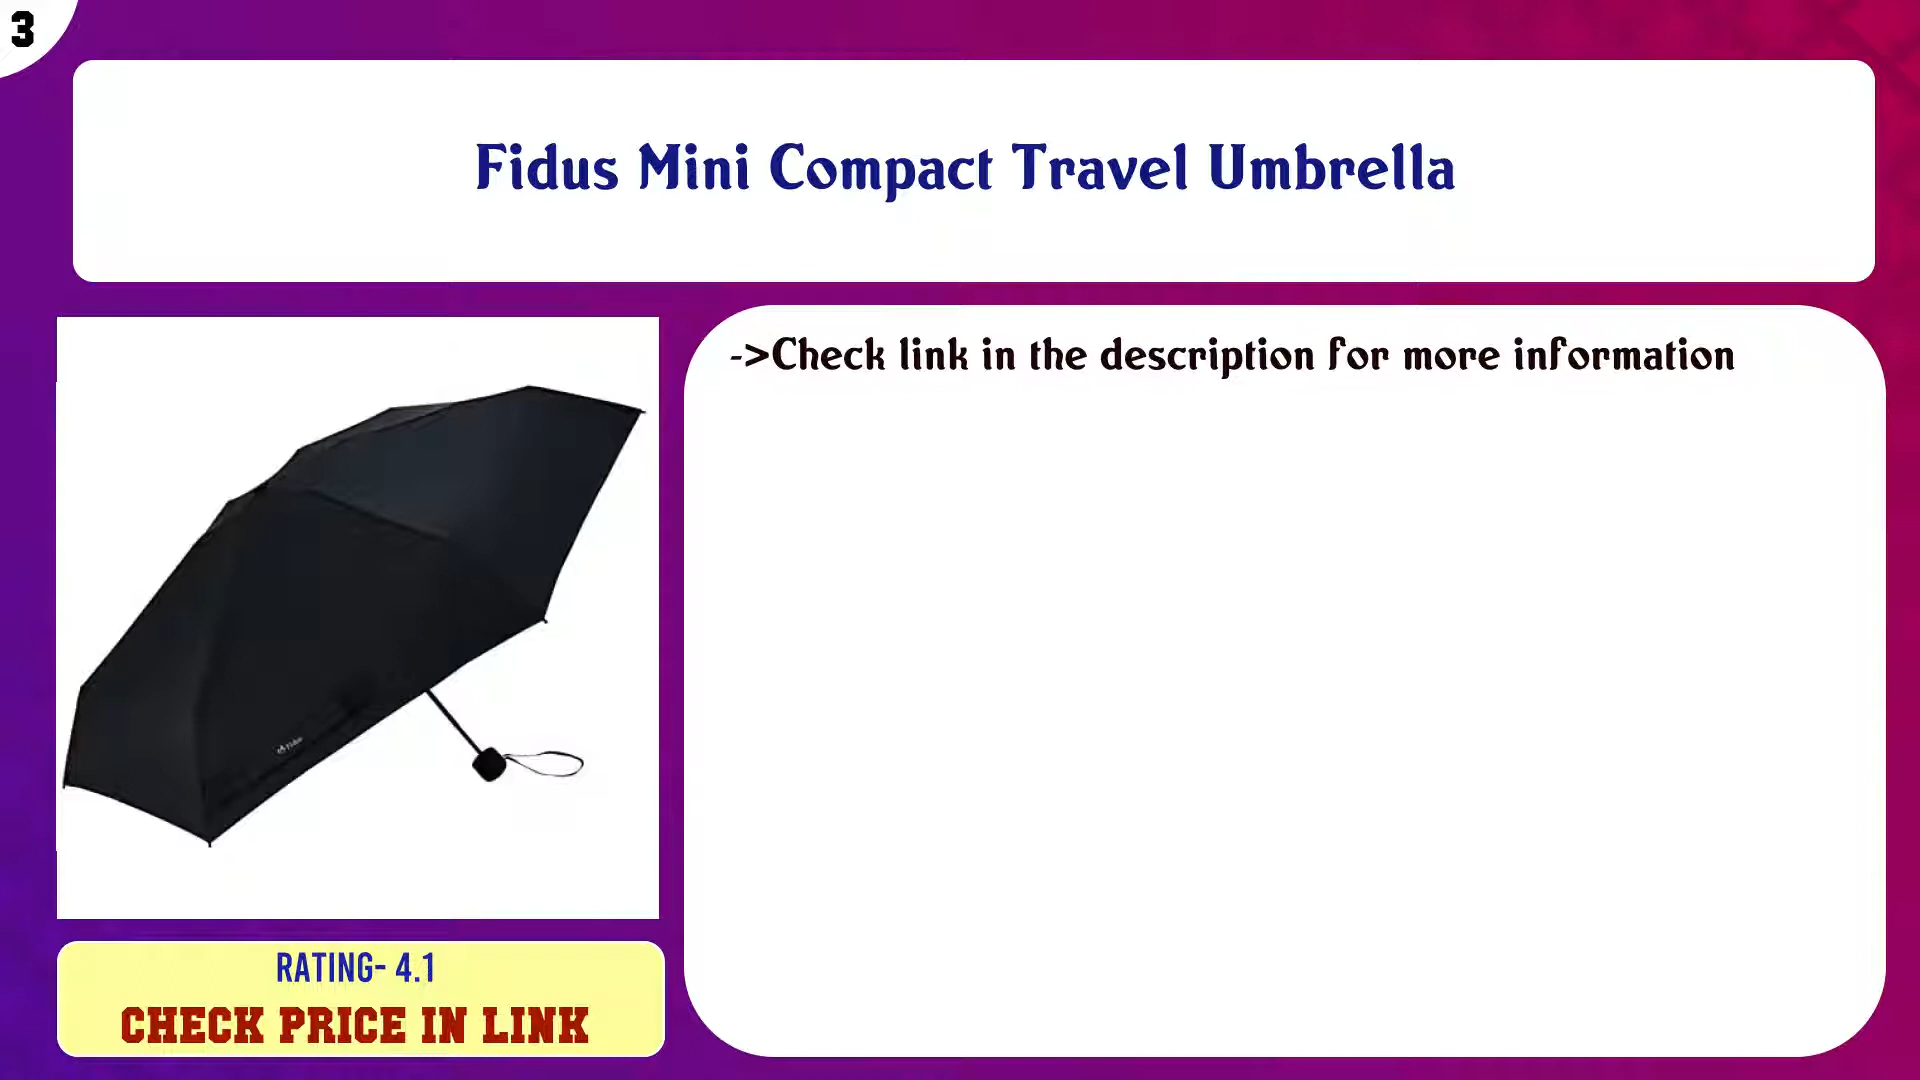 3
Fidus Mini Compact Travel Umbrella
->Check link in the description for more information
Fidus
RATING- 4.1
CHECK PRICE IN LINK